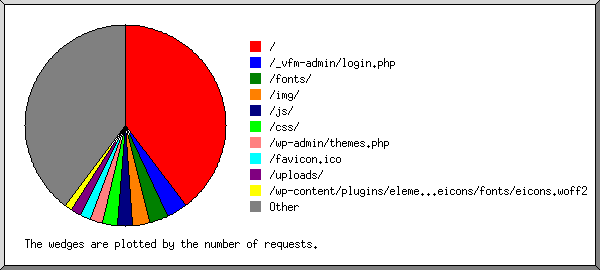 /
/_vfm-admin/login.php
/fonts/
/img/
/js/
/css/
/wp-admin/themes.php
/favicon.ico
/uploads/
/wp-content/plugins/eleme...eicons/fonts/eicons.woff2
Other
The wedges are plotted by the number of requests.